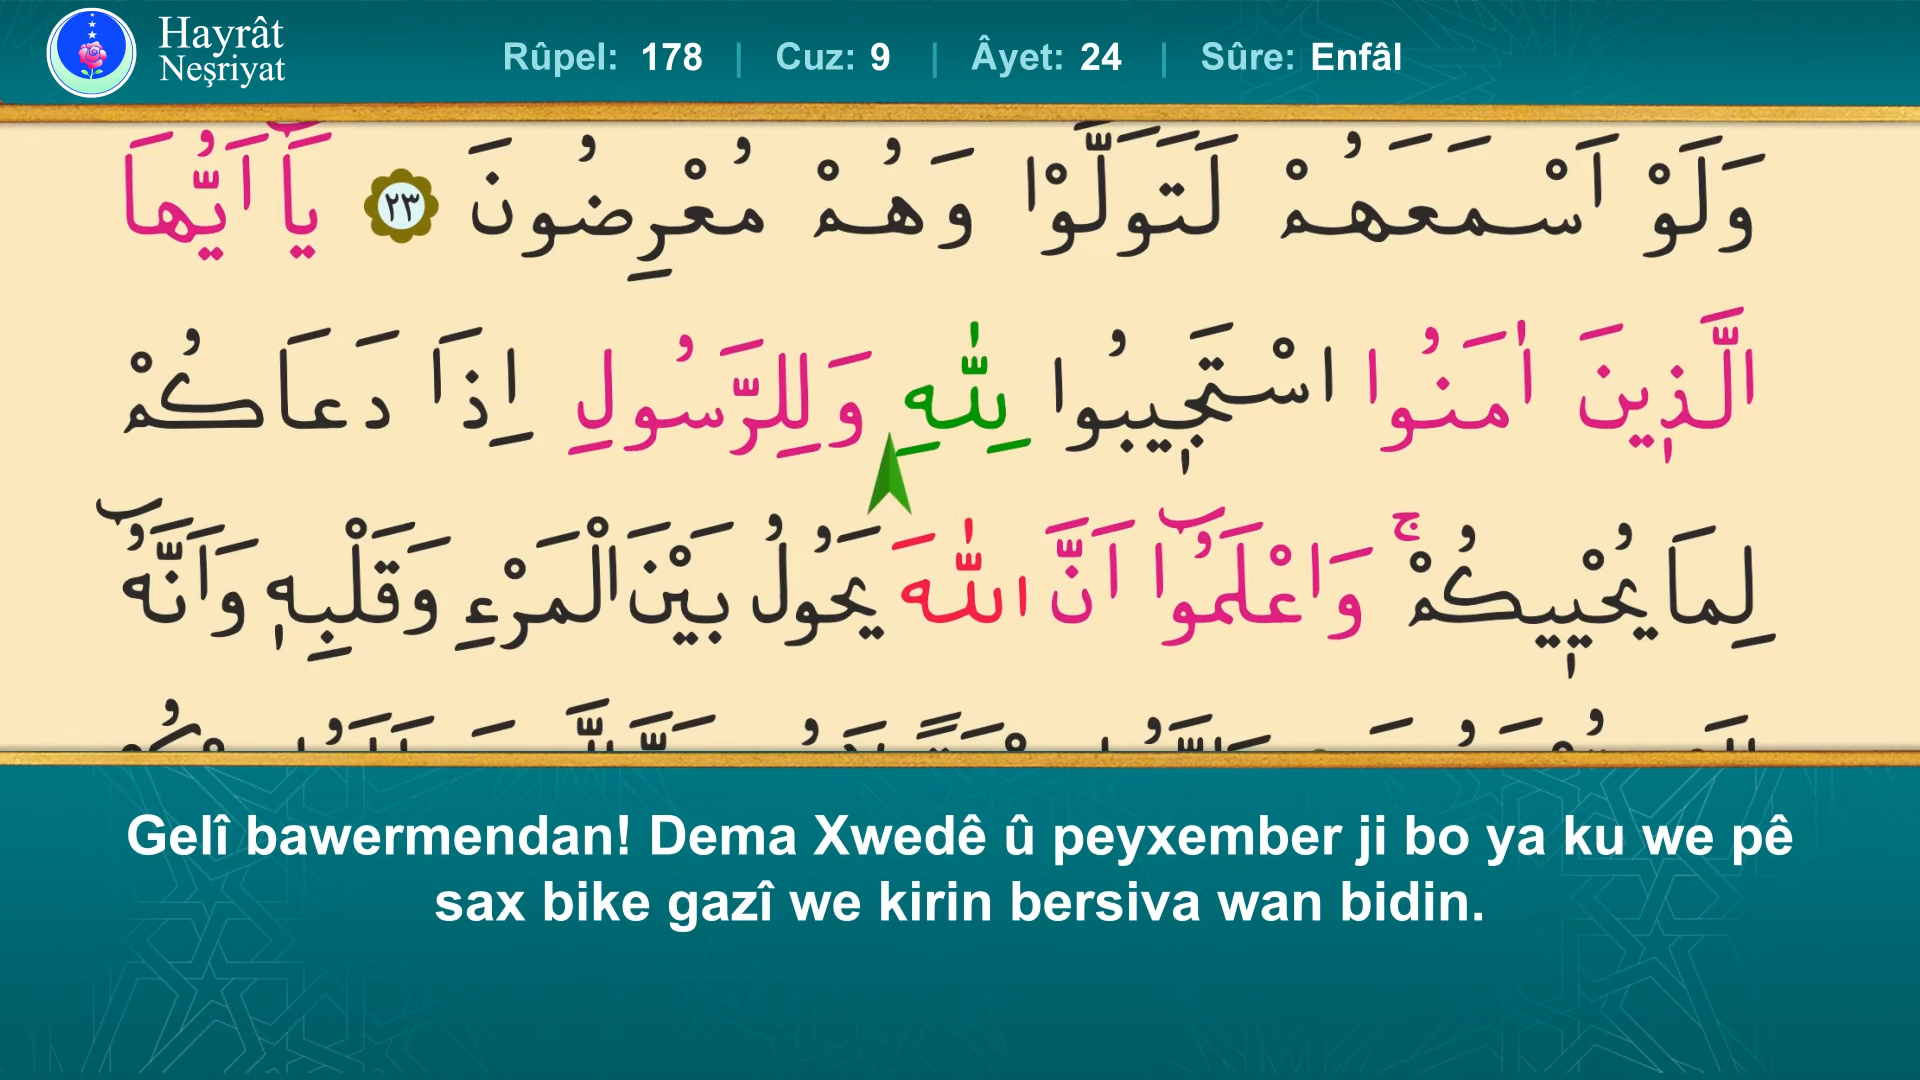 Hayrât
Neşriyat
Rûpel: 178 | Cuz: 9 | Âyet: 24 | Sûre: Enfâl
وَلَوْ اَسْمَعَهُمْ لَتَوَلَّوْا وَهُمْ مُعْرِضُونَ ٢٣ يَٓا اَيُّهَا
الَّذٖينَ اٰمَنُوا اسْتَجٖيبُوا لِلّٰهِ وَلِلرَّسُولِ اِذَا دَعَاكُمْ
لِمَا يُحْيٖيكُمْۚ وَاعْلَمُٓوا اَنَّ اللّٰهَ يَحُولُ بَيْنَ الْمَرْءِ وَقَلْبِهٖ وَاَنَّهُٓ
Gelî bawermendan! Dema Xwedê û peyxember ji bo ya ku we pê
sax bike gazî we kirin bersiva wan bidin.